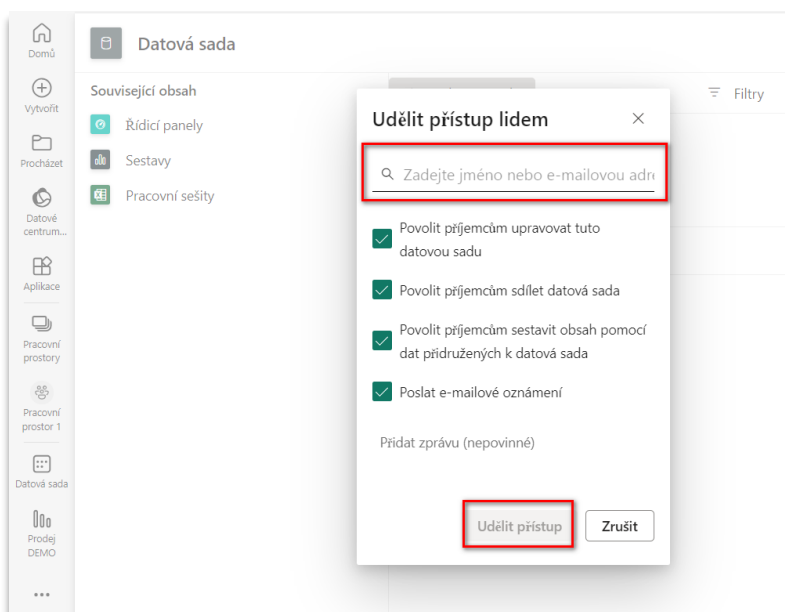 Domů
Vytvořit
Procházet
Datové
centrum...
Aplikace
Pracovní
prostory
Pracovní
prostor 1
Datová sada
Prodej
DEMO
Datová sada
Související obsah
Řídicí panely
Sestavy
Pracovní sešity
Filtry
Udělit přístup lidem
Zadejte jméno nebo e-mailovou adre
Povolit příjemcům upravovat tuto
datovou sadu
Povolit příjemcům sdílet datová sada
Povolit příjemcům sestavit obsah pomocí
dat přidružených k datová sada
Poslat e-mailové oznámení
Přidat zprávu (nepovinné)
Udělit přístup
Zrušit